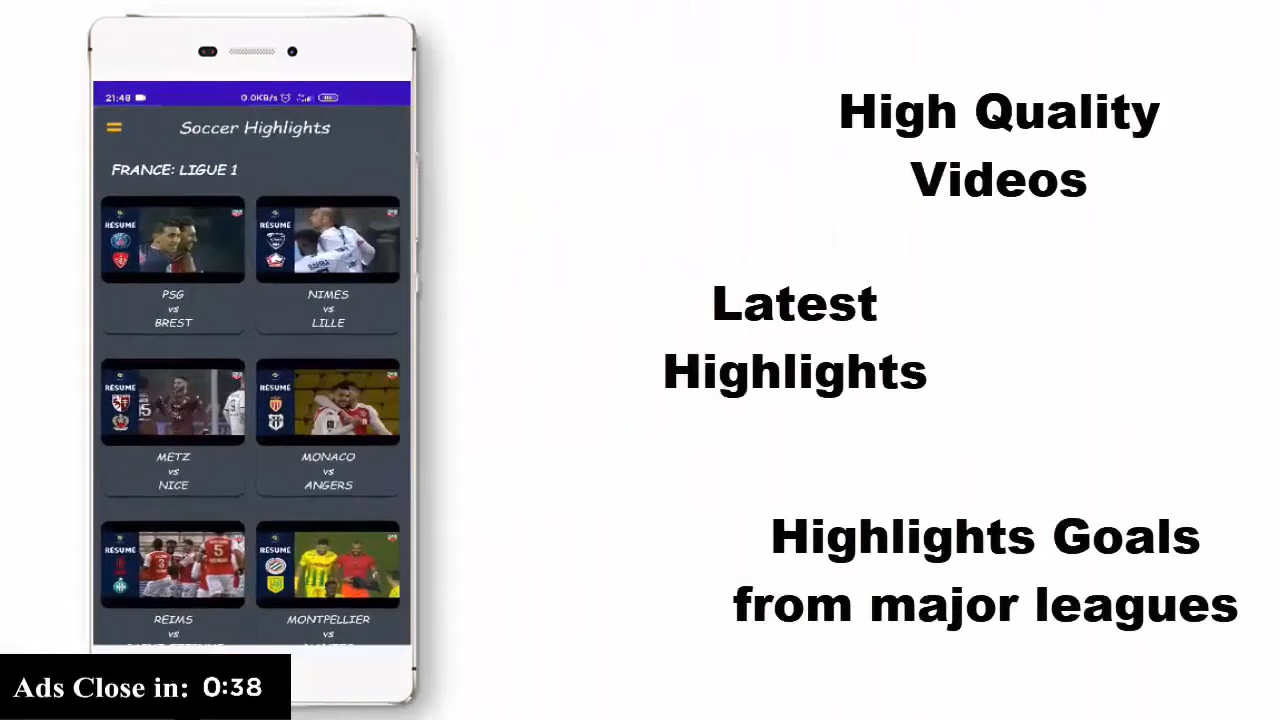 21:48
0.0KB/s
Soccer Highlights
FRANCE: LIGUE 1
RÉSUMÉ
RÉSUMÉ
PSG
vs
BREST
NIMES
vs
LILLE
RÉSUMÉ
RÉSUMÉ
METZ
vs
NICE
MONACO
vs
ANGERS
RÉSUMÉ
RÉSUMÉ
REIMS
vs
MONTPELLIER
vs
High Quality
Videos
Latest
Highlights
Highlights Goals
from major leagues
Ads Close in: 0:38